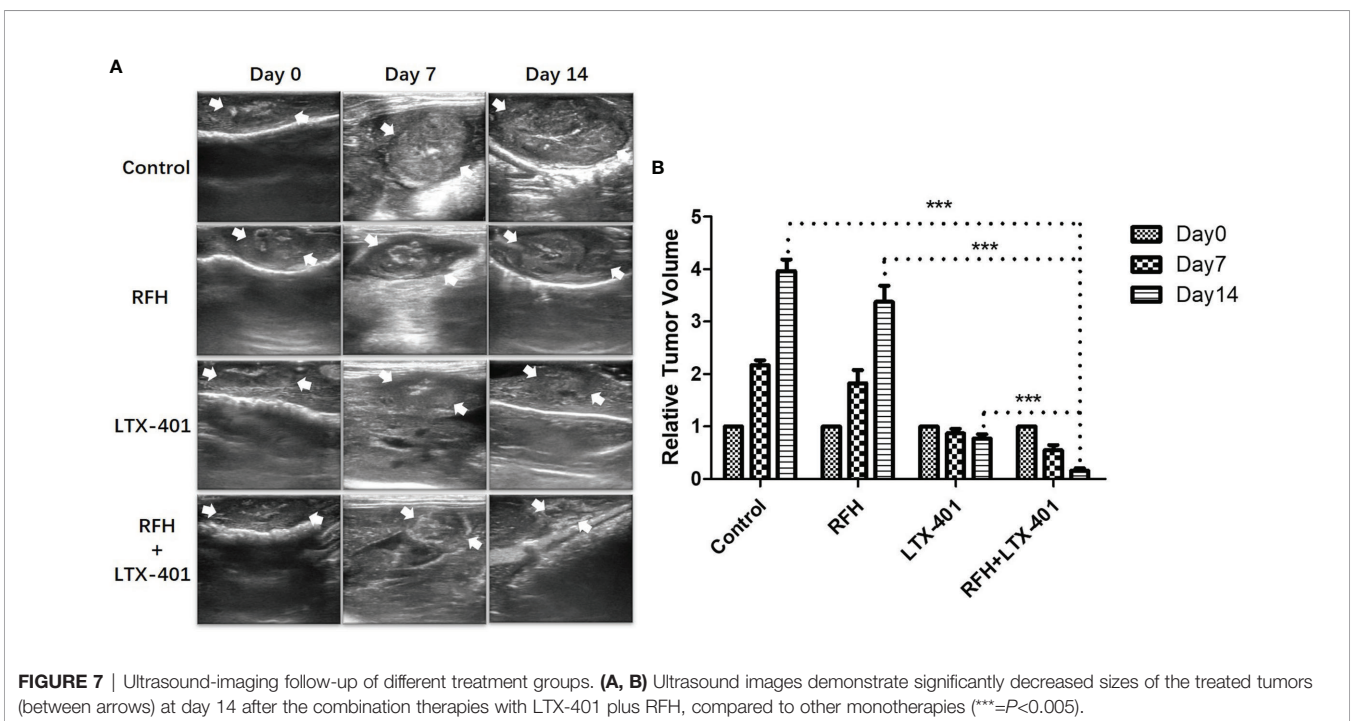 A
Day 0 Day 7 Day 14
Control
RFH
LTX-401
RFH
+
LTX-401
B
***
***
***
Relative Tumor Volume
5
4
3
2
1
0
Control
RFH
LTX-401
RFH+LTX-401
Day0
Day7
Day14
FIGURE 7 | Ultrasound-imaging follow-up of different treatment groups. (A, B) Ultrasound images demonstrate significantly decreased sizes of the treated tumors
(between arrows) at day 14 after the combination therapies with LTX-401 plus RFH, compared to other monotherapies (***=P<0.005).